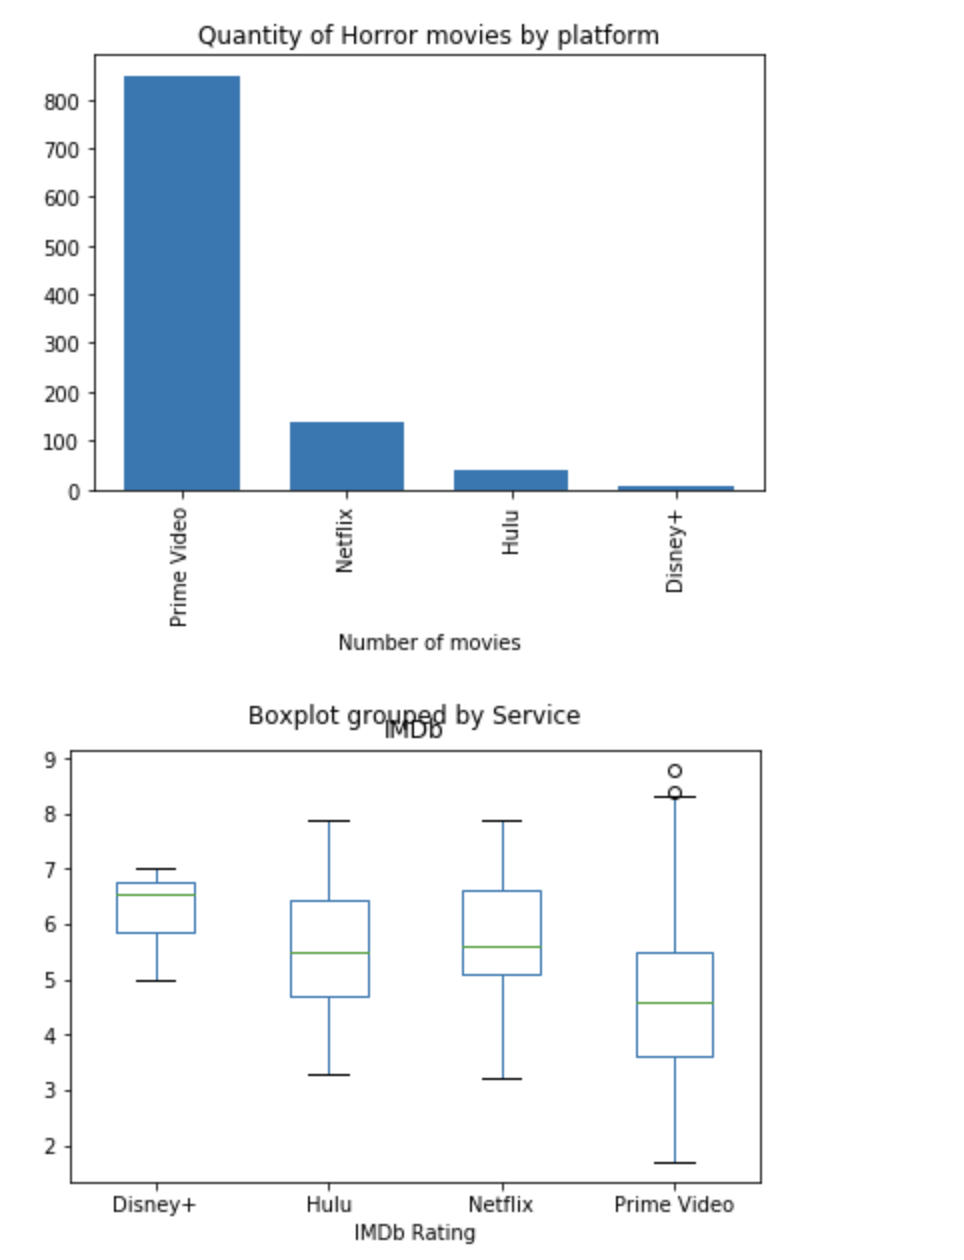 Quantity of Horror movies by platform
800
700
600
500
400
300
200
100
0
Prime Video
Netflix
Hulu
Disney+
Number of movies
Boxplot grouped by Service
IMDb
9
8
7
6
5
4
3
2
Disney+ Hulu Netflix Prime Video
IMDb Rating